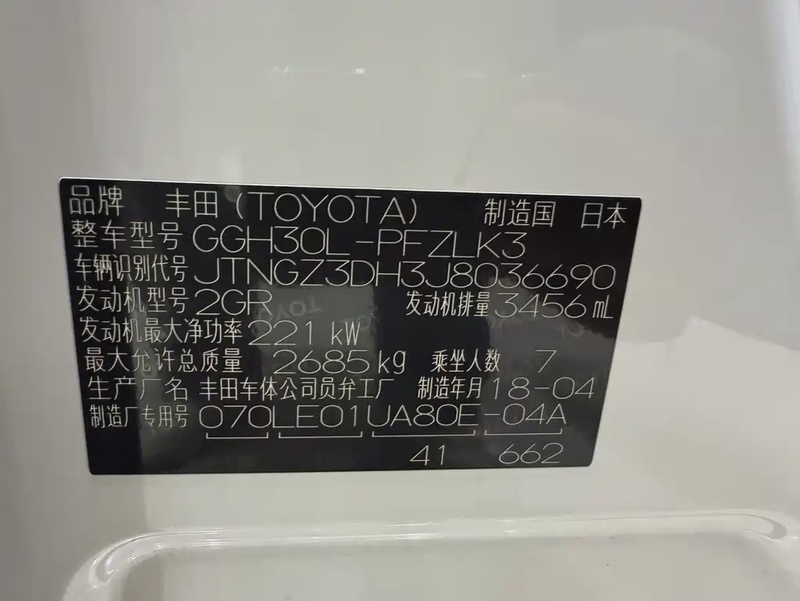 品牌 丰田(TOYOTA) 制造国 日本
整车型号 GGH30L-PFZLK3
车辆识别代号 JTNGZ3DH3J8036690
发动机型号 2GR 发动机排量 3456 mL
发动机最大净功率 221 kW
最大允许总质量 2685 kg 乘坐人数 7
生产厂名 丰田车体公司员弁工厂 制造年月 18-04
制造厂专用号 070LE01UA80E-04A
41 662